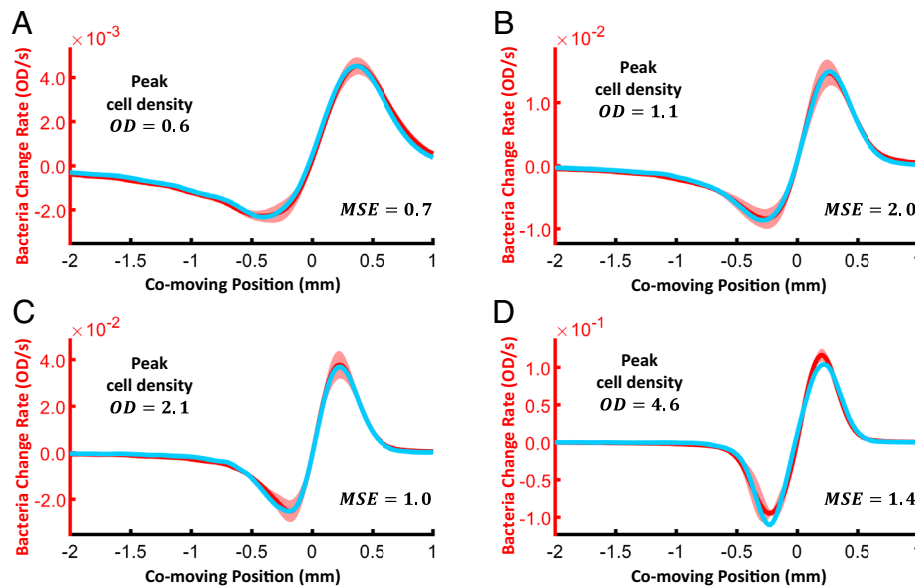 A
×10⁻³
Bacteria Change Rate (OD/s)
4.0
2.0
0.0
-2.0
Peak
cell density
OD = 0.6
MSE = 0.7
-2 -1.5 -1 -0.5 0 0.5 1
Co-moving Position (mm)
B
×10⁻²
Bacteria Change Rate (OD/s)
1.0
0.0
-1.0
Peak
cell density
OD = 1.1
MSE = 2.0
-2 -1.5 -1 -0.5 0 0.5 1
Co-moving Position (mm)
C
×10⁻²
Bacteria Change Rate (OD/s)
4.0
2.0
0.0
-2.0
Peak
cell density
OD = 2.1
MSE = 1.0
-2 -1.5 -1 -0.5 0 0.5 1
Co-moving Position (mm)
D
×10⁻¹
Bacteria Change Rate (OD/s)
1.0
0.5
0.0
-0.5
-1.0
Peak
cell density
OD = 4.6
MSE = 1.4
-2 -1.5 -1 -0.5 0 0.5 1
Co-moving Position (mm)